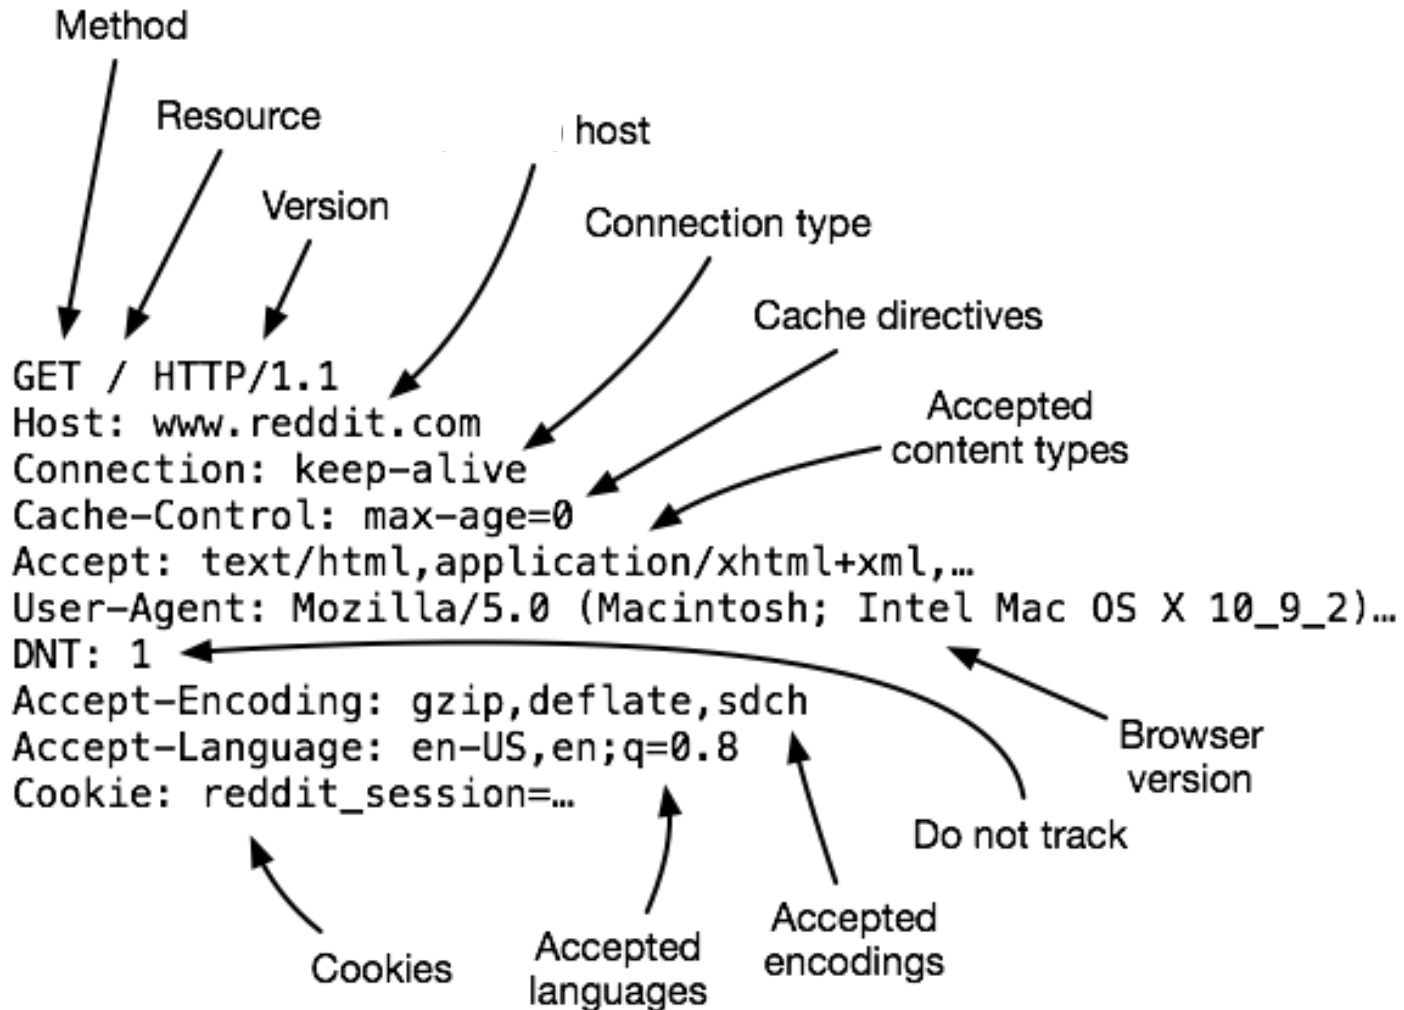 Method
Resource
host
Version
Connection type
Cache directives
Accepted
content types
GET / HTTP/1.1
Host: www.reddit.com
Connection: keep-alive
Cache-Control: max-age=0
Accept: text/html,application/xhtml+xml,…
User-Agent: Mozilla/5.0 (Macintosh; Intel Mac OS X 10_9_2)…
DNT: 1
Accept-Encoding: gzip,deflate,sdch
Accept-Language: en-US,en;q=0.8
Cookie: reddit_session=…
Browser
version
Do not track
Accepted
encodings
Accepted
languages
Cookies